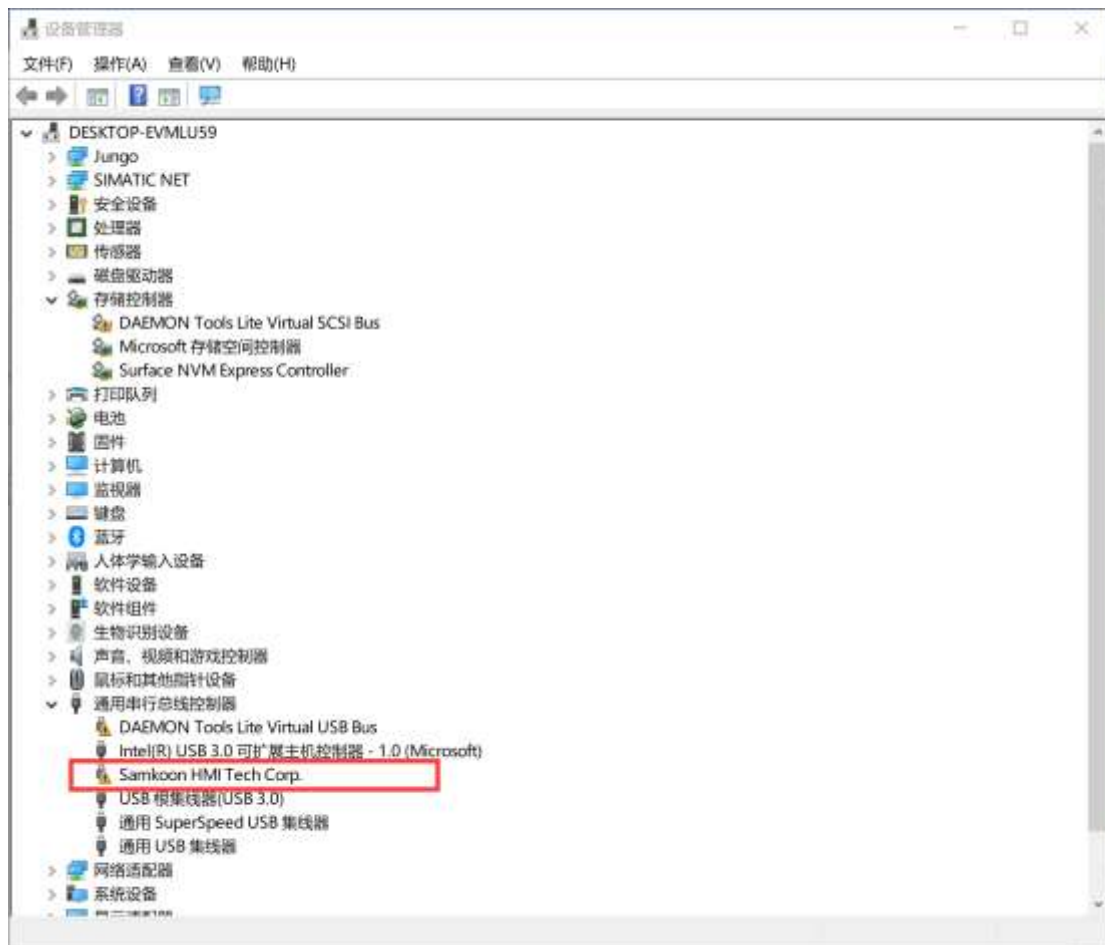 设备管理器
文件(F) 操作(A) 查看(V) 帮助(H)
DESKTOP-EVMLU59
Jungo
SIMATIC NET
安全设备
处理器
传感器
磁盘驱动器
存储控制器
DAEMON Tools Lite Virtual SCSI Bus
Microsoft 存储空间控制器
Surface NVM Express Controller
打印队列
电池
固件
计算机
监视器
键盘
蓝牙
人体学输入设备
软件设备
软件组件
生物识别设备
声音、视频和游戏控制器
鼠标和其他指针设备
通用串行总线控制器
DAEMON Tools Lite Virtual USB Bus
Intel(R) USB 3.0 可扩展主机控制器 - 1.0 (Microsoft)
Samkoon HMI Tech Corp.
USB 根集线器(USB 3.0)
通用 SuperSpeed USB 集线器
通用 USB 集线器
网络适配器
系统设备
显示适配器